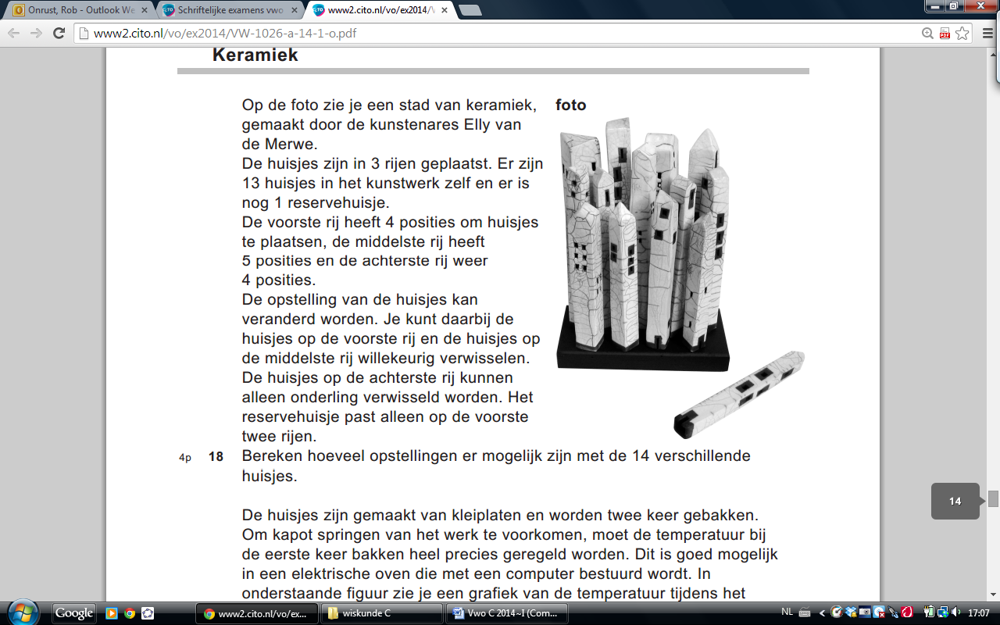 Onrust, Rob - Outlook We
Schriftelijke examens vwo
www2.cito.nl/vo/ex2014/V
www2.cito.nl/vo/ex2014/VW-1026-a-14-1-o.pdf
Keramiek
Op de foto zie je een stad van keramiek,
gemaakt door de kunstenares Elly van
de Merwe.
De huisjes zijn in 3 rijen geplaatst. Er zijn
13 huisjes in het kunstwerk zelf en er is
nog 1 reservehuisje.
De voorste rij heeft 4 posities om huisjes
te plaatsen, de middelste rij heeft
5 posities en de achterste rij weer
4 posities.
De opstelling van de huisjes kan
veranderd worden. Je kunt daarbij de
huisjes op de voorste rij en de huisjes op
de middelste rij willekeurig verwisselen.
De huisjes op de achterste rij kunnen
alleen onderling verwisseld worden. Het
reservehuisje past alleen op de voorste
twee rijen.
foto
4p 18 Bereken hoeveel opstellingen er mogelijk zijn met de 14 verschillende
huisjes.
De huisjes zijn gemaakt van kleiplaten en worden twee keer gebakken.
Om kapot springen van het werk te voorkomen, moet de temperatuur bij
de eerste keer bakken heel precies geregeld worden. Dit is goed mogelijk
in een elektrische oven die met een computer bestuurd wordt. In
onderstaande figuur zie je een grafiek van de temperatuur tijdens het
14
Google
www2.cito.nl/vo/ex...
wiskunde C
Vwo C 2014~I (Com...
NL
17:07